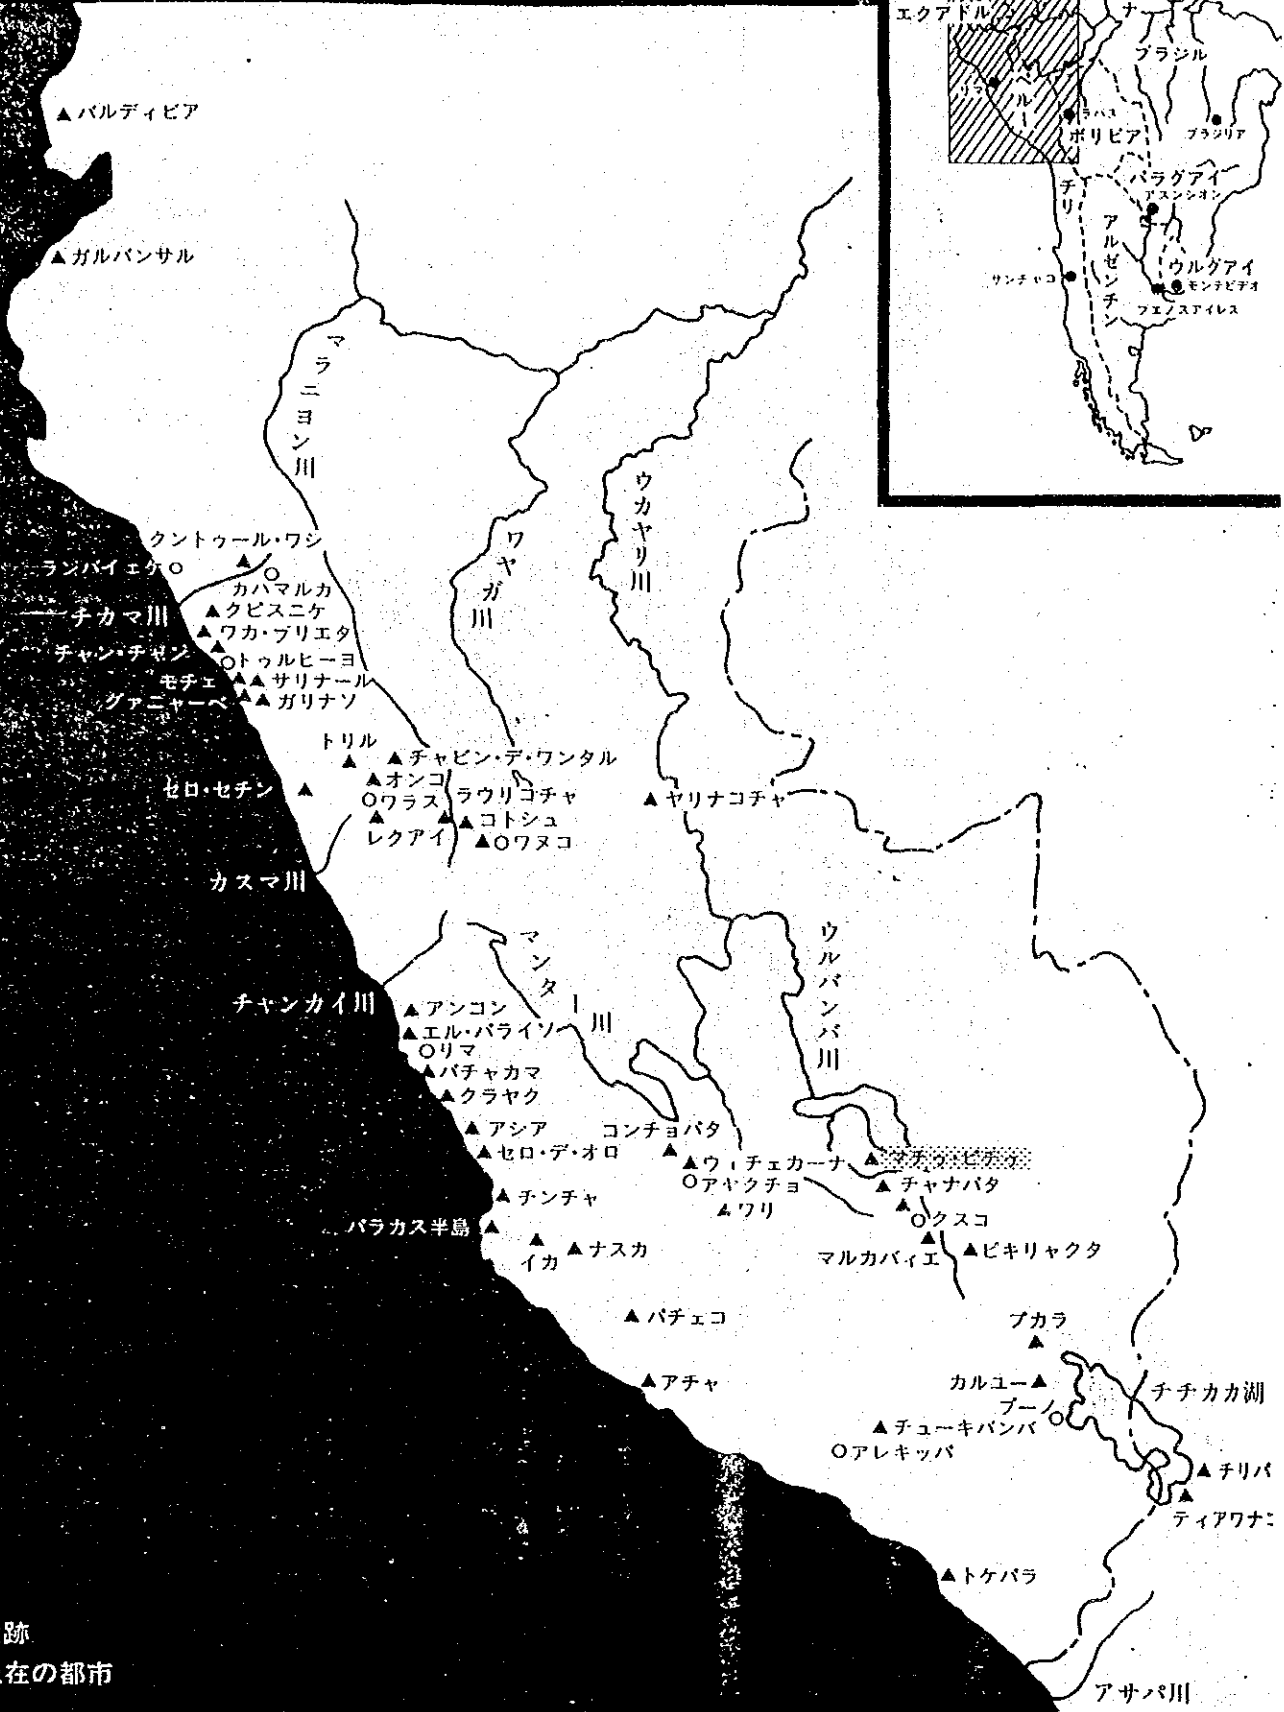 エクアドル
ブラジル
ペルー
リマ
ラパス
ボリビア
ブラジリア
パラグアイ
アスンシオン
チリ
アルゼンチン
サンチャコ
ウルグアイ
モンテビデオ
ブエノスアイレス
バルディビア
ガルバンサル
マラニヨン川
ウカヤリ川
ワヤガ川
クントゥール・ワシ
ランバイエケ
カハマルカ
チカマ川
クピスニケ
ワカ・プリエタ
チャン・チャン
トゥルヒーヨ
モチェ
サリナール
グァニャーペ
ガリナソ
トリル
チャビン・デ・ワンタル
オンコ
セロ・セチン
ワラス
ラウリコチャ
ヤリナコチャ
コトシュ
レクアイ
ワヌコ
カスマ川
マンター川
ウルバンバ川
チャンカイ川
アンコン
エル・パライソ
リマ
パチャカマ
クラヤク
アシア
コンチョパタ
セロ・デ・オロ
ウィチェカーナ
マチゥ・ピチゥ
アヤクチョ
チャナパタ
チンチャ
ワリ
クスコ
パラカス半島
ナスカ
イカ
マルカバィエ
ピキリャクタ
パチェコ
プカラ
アチャ
カルユー
チチカカ湖
プーノ
チューキバンバ
アレキッパ
チリパ
ティアワナコ
トケパラ
跡
在の都市
アサパ川